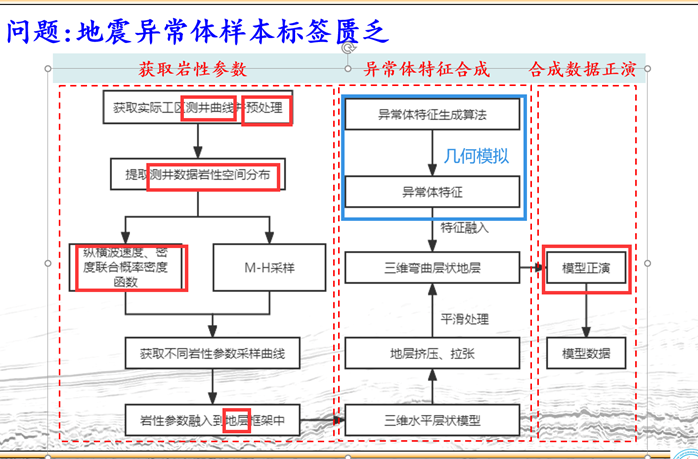 问题:地震异常体样本标签匮乏
获取岩性参数
异常体特征合成
合成数据正演
获取实际工区测井曲线并预处理
提取测井数据岩性空间分布
纵横波速度、密
度联合概率密度
函数
M-H采样
获取不同岩性参数采样曲线
岩性参数融入到地层框架中
异常体特征生成算法
几何模拟
异常体特征
特征融入
三维弯曲层状地层
平滑处理
地层挤压、拉张
三维水平层状模型
模型正演
模型数据